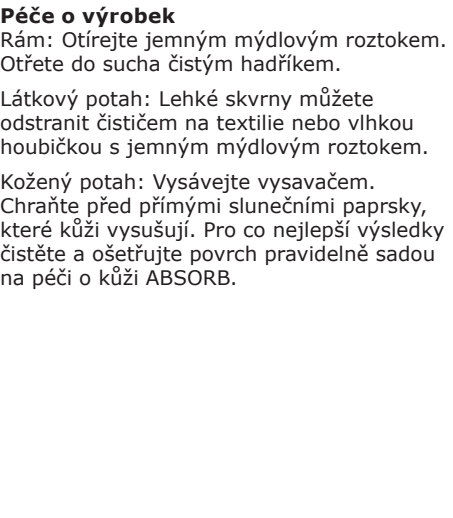 Péče o výrobek
Rám: Otírejte jemným mýdlovým roztokem.
Otřete do sucha čistým hadříkem.
Látkový potah: Lehké skvrny můžete
odstranit čističem na textilie nebo vlhkou
houbičkou s jemným mýdlovým roztokem.
Kožený potah: Vysávejte vysavačem.
Chraňte před přímými slunečními paprsky,
které kůži vysušují. Pro co nejlepší výsledky
čistěte a ošetřujte povrch pravidelně sadou
na péči o kůži ABSORB.